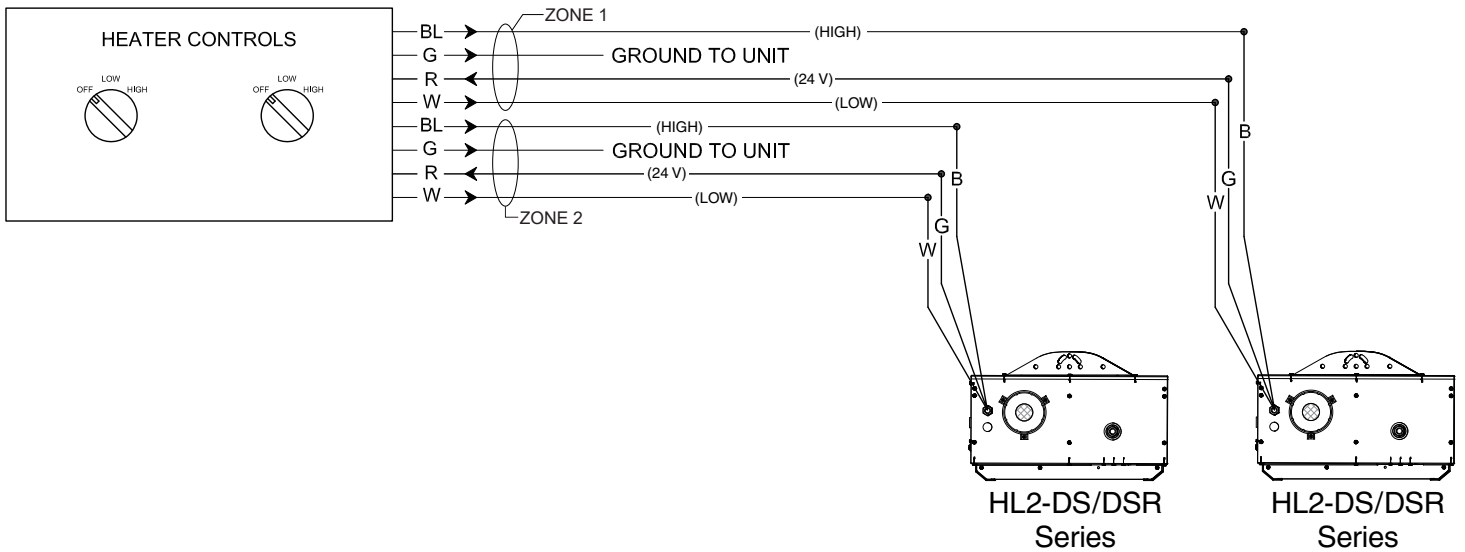 HEATER CONTROLS
LOW
OFF HIGH
LOW
OFF HIGH
ZONE 1
BL (HIGH)
G GROUND TO UNIT
R (24 V)
W (LOW)
BL (HIGH)
G GROUND TO UNIT
R (24 V)
W (LOW)
ZONE 2
B
G
W
B
G
W
HL2-DS/DSR
Series
HL2-DS/DSR
Series